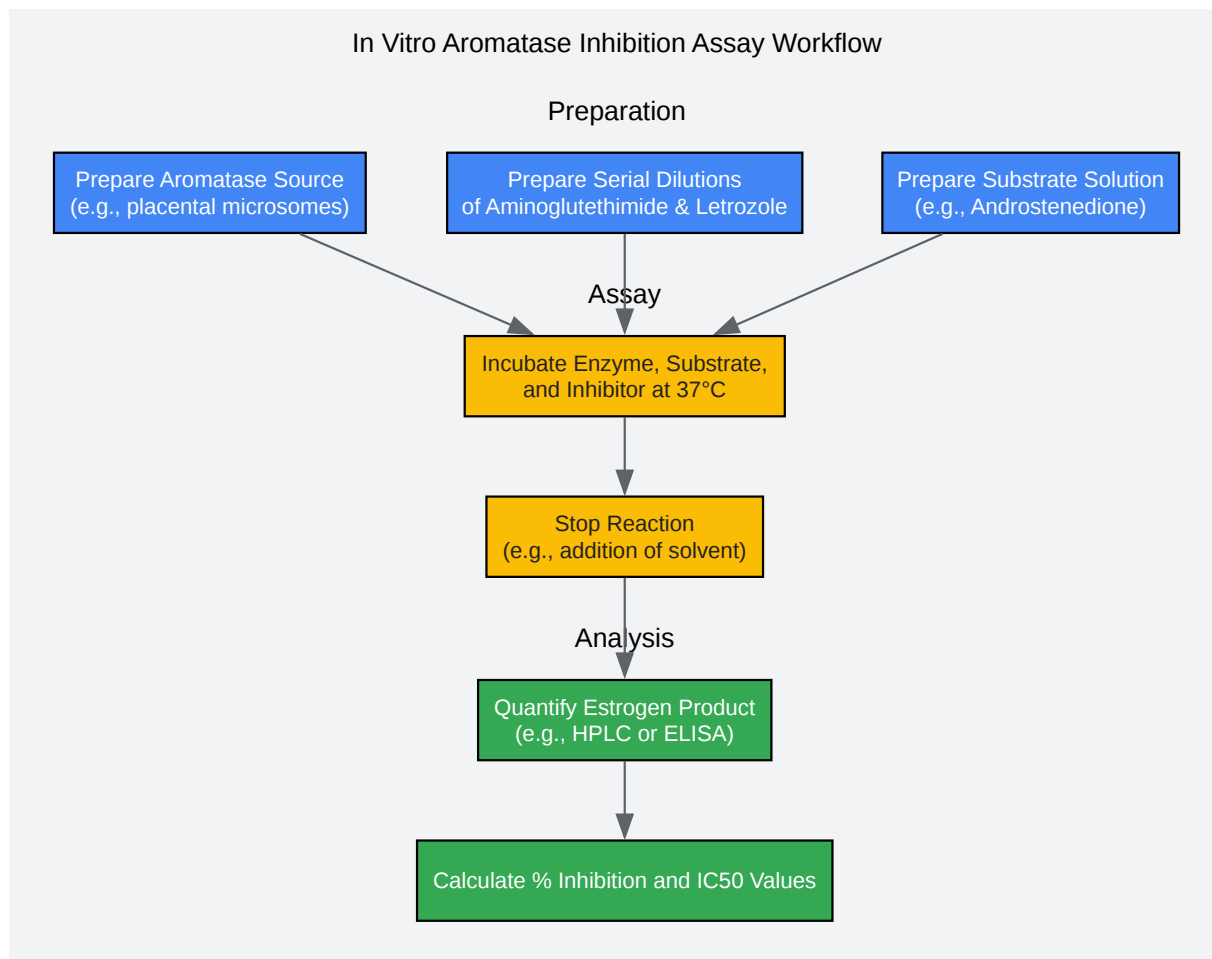 In Vitro Aromatase Inhibition Assay Workflow
Preparation
Prepare Aromatase Source
(e.g., placental microsomes)
Prepare Serial Dilutions
of Aminoglutethimide & Letrozole
Prepare Substrate Solution
(e.g., Androstenedione)
Assay
Incubate Enzyme, Substrate,
and Inhibitor at 37°C
Stop Reaction
(e.g., addition of solvent)
Analysis
Quantify Estrogen Product
(e.g., HPLC or ELISA)
Calculate % Inhibition and IC50 Values